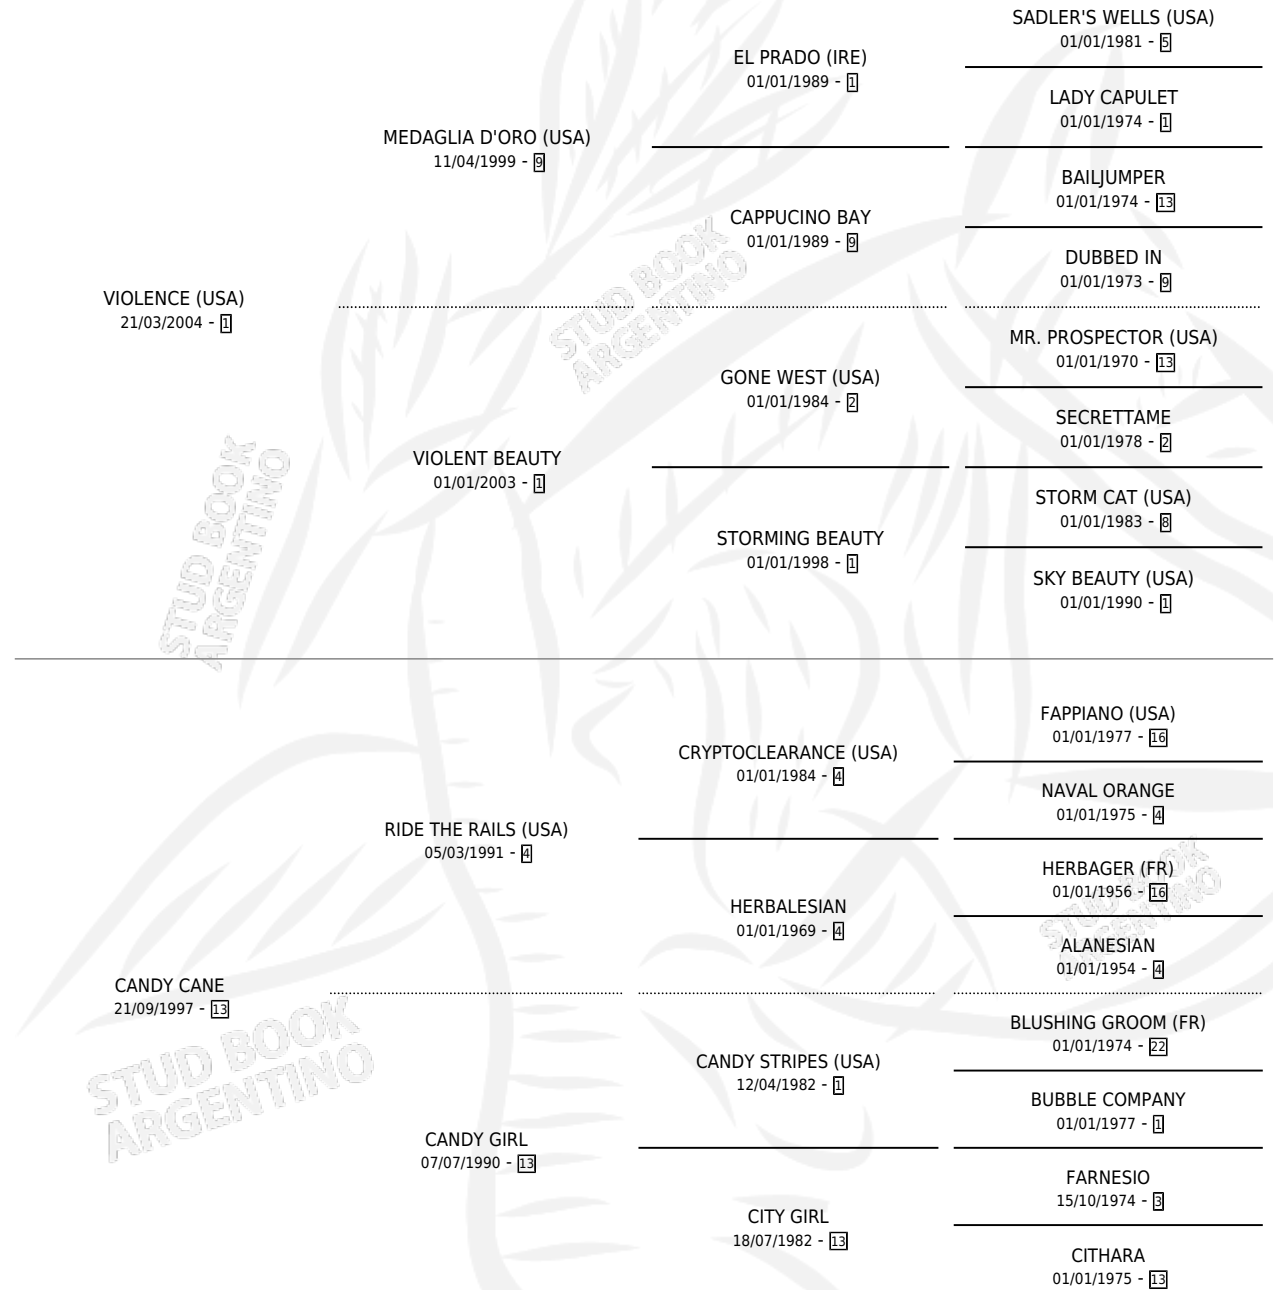 SADLER'S WELLS (USA)
01/01/1981 - 5
EL PRADO (IRE)
01/01/1989 - 1
LADY CAPULET
01/01/1974 - 1
MEDAGLIA D'ORO (USA)
11/04/1999 - 9
BAILJUMPER
01/01/1974 - 13
CAPPUCINO BAY
01/01/1989 - 9
DUBBED IN
01/01/1973 - 9
VIOLENCE (USA)
21/03/2004 - 1
MR. PROSPECTOR (USA)
01/01/1970 - 13
GONE WEST (USA)
01/01/1984 - 2
SECRETTAME
01/01/1978 - 2
VIOLENT BEAUTY
01/01/2003 - 1
STORM CAT (USA)
01/01/1983 - 8
STORMING BEAUTY
01/01/1998 - 1
SKY BEAUTY (USA)
01/01/1990 - 1
FAPPIANO (USA)
01/01/1977 - 16
CRYPTOCLEARANCE (USA)
01/01/1984 - 4
NAVAL ORANGE
01/01/1975 - 4
RIDE THE RAILS (USA)
05/03/1991 - 4
HERBAGER (FR)
01/01/1956 - 16
HERBALESIAN
01/01/1969 - 4
ALANESIAN
01/01/1954 - 4
CANDY CANE
21/09/1997 - 13
BLUSHING GROOM (FR)
01/01/1974 - 22
CANDY STRIPES (USA)
12/04/1982 - 1
BUBBLE COMPANY
01/01/1977 - 1
CANDY GIRL
07/07/1990 - 13
FARNESIO
15/10/1974 - 3
CITY GIRL
18/07/1982 - 13
CITHARA
01/01/1975 - 13
STUD BOOK
ARGENTINO
STUD BOOK
ARGENTINO
STUD BOOK
ARGENTINO
STUD BOOK
ARGENTINO